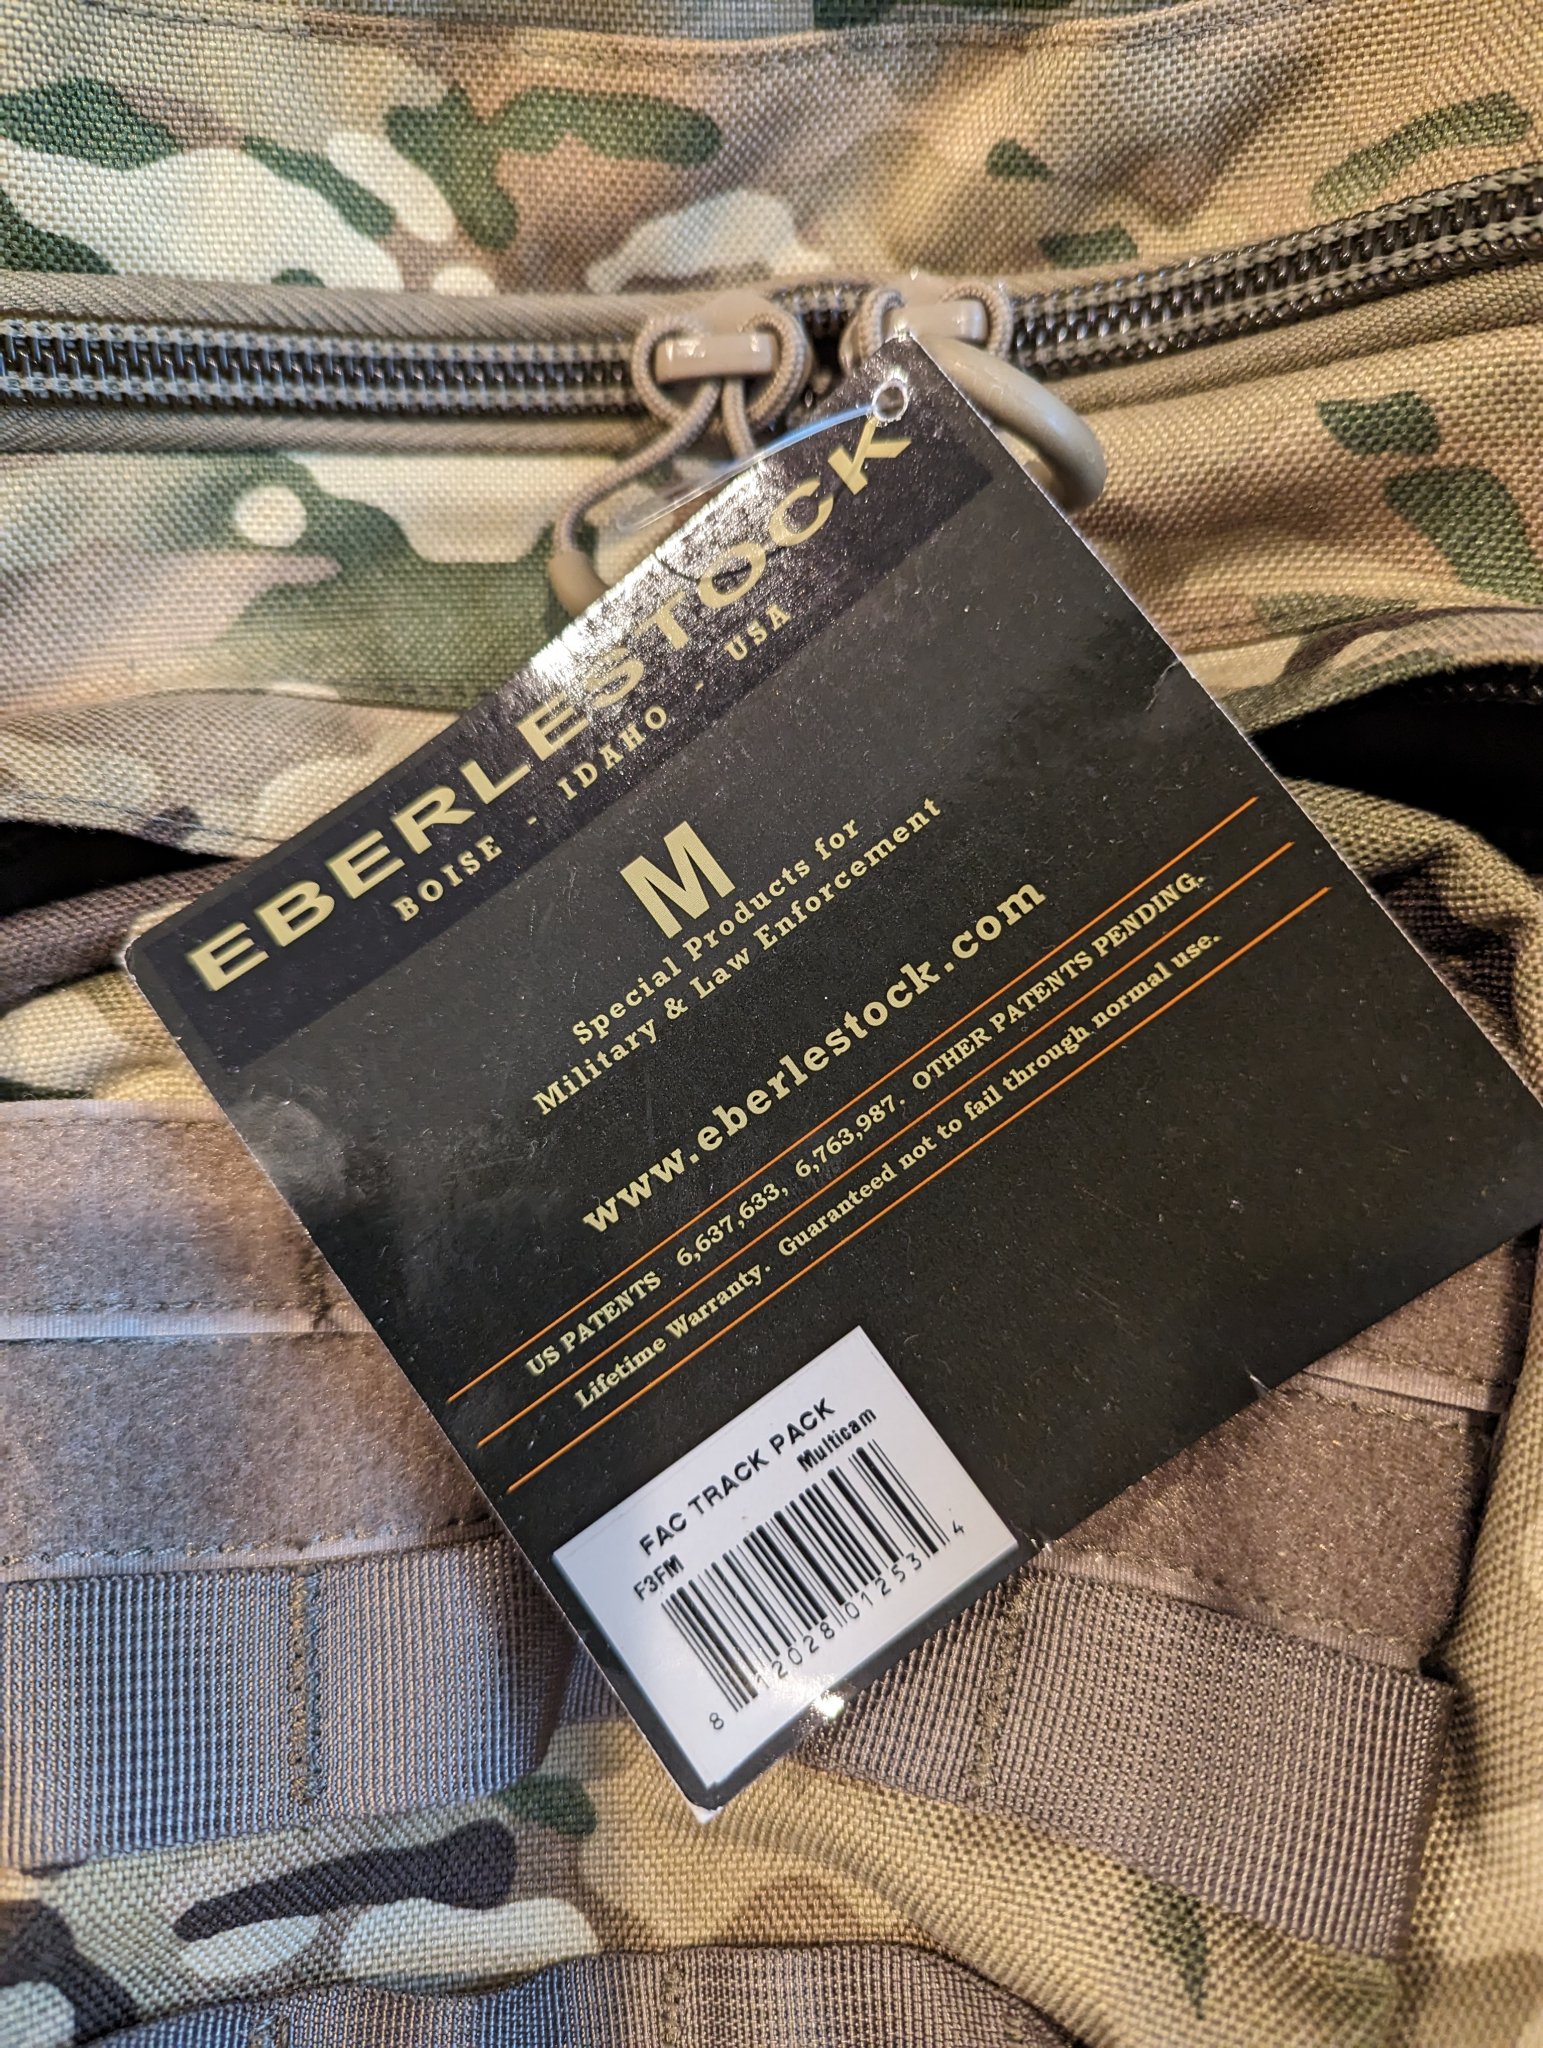 EBERLESTOCK
BOISE - IDAHO - USA
M
Special Products for
Military & Law Enforcement
www.eberlestock.com
US PATENTS 6,637,633, 6,763,987. OTHER PATENTS PENDING.
Lifetime Warranty. Guaranteed not to fail through normal use.
FAC TRACK PACK
F3FM Multicam
8 12028 01253 4